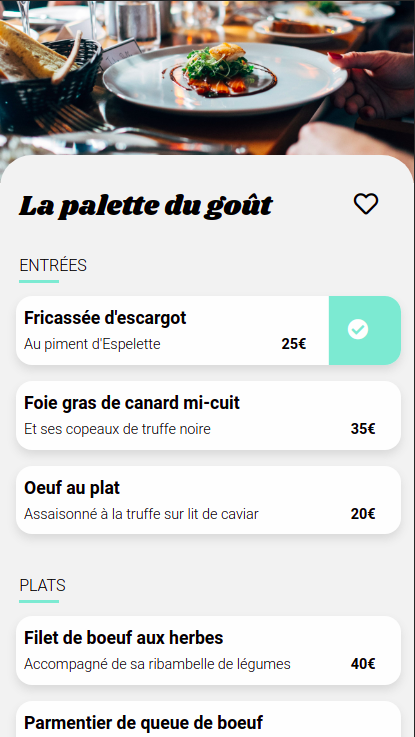 La palette du goût
ENTRÉES
Fricassée d'escargot
Au piment d'Espelette 25€
Foie gras de canard mi-cuit
Et ses copeaux de truffe noire 35€
Oeuf au plat
Assaisonné à la truffe sur lit de caviar 20€
PLATS
Filet de boeuf aux herbes
Accompagné de sa ribambelle de légumes 40€
Parmentier de queue de boeuf